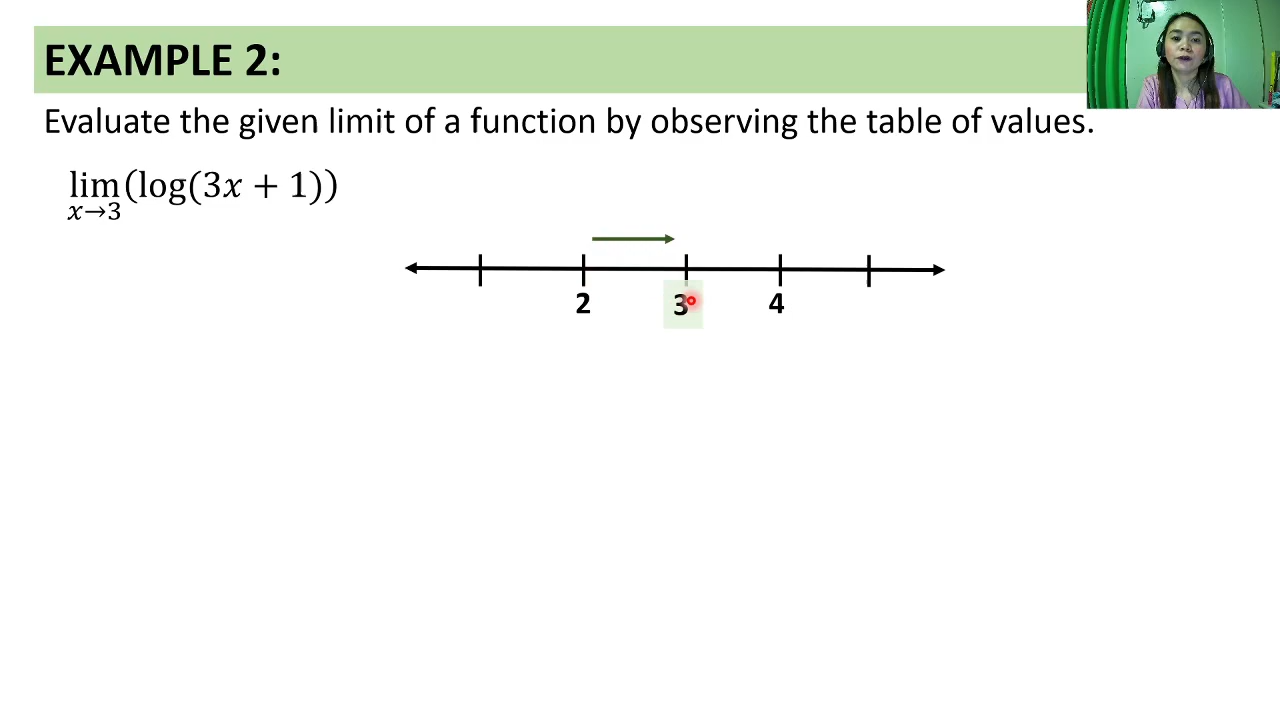 EXAMPLE 2:
Evaluate the given limit of a function by observing the table of values.
lim(log(3x + 1))
x→3
2 3 4